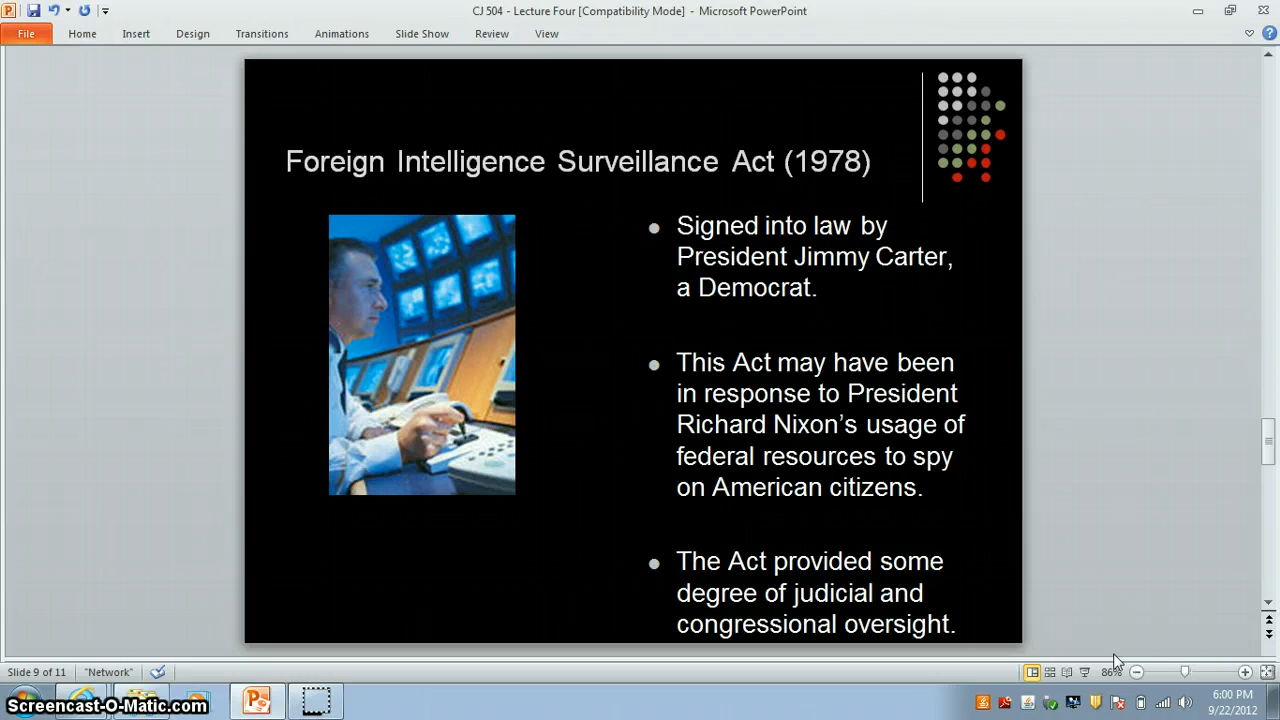 CJ 504 - Lecture Four [Compatibility Mode] - Microsoft PowerPoint
File Home Insert Design Transitions Animations Slide Show Review View
Foreign Intelligence Surveillance Act (1978)
• Signed into law by
President Jimmy Carter,
a Democrat.
• This Act may have been
in response to President
Richard Nixon’s usage of
federal resources to spy
on American citizens.
• The Act provided some
degree of judicial and
congressional oversight.
Slide 9 of 11 "Network" 86%
Screencast-O-Matic.com
6:00 PM
9/22/2012